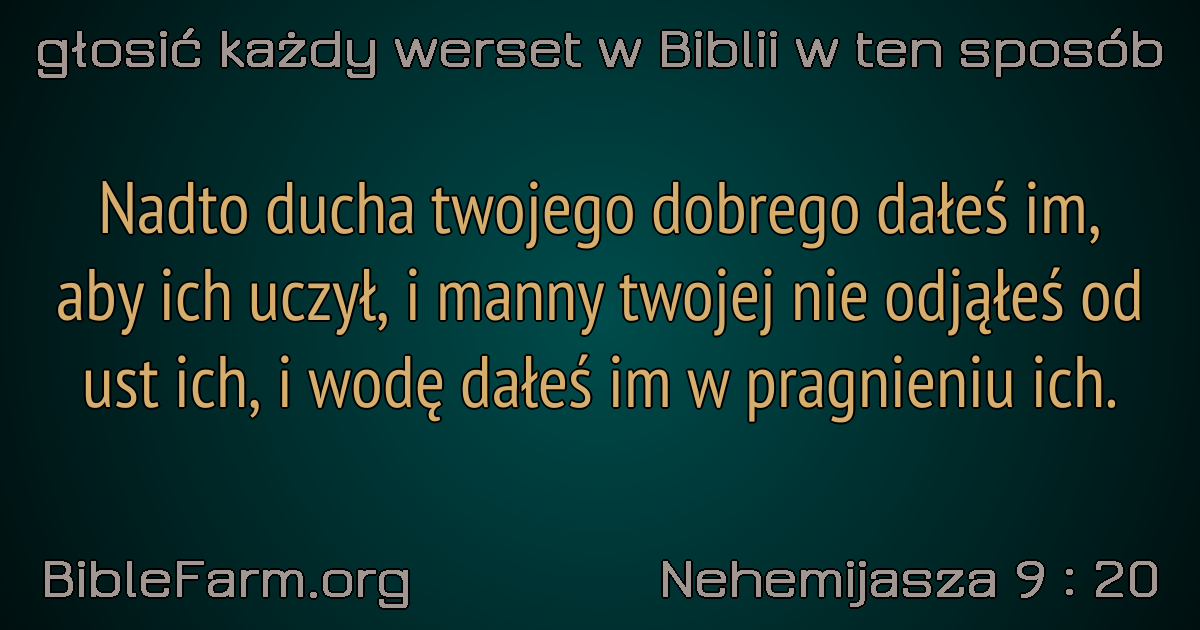 głosić każdy werset w Biblii w ten sposób
Nadto ducha twojego dobrego dałeś im,
aby ich uczył, i manny twojej nie odjąłeś od
ust ich, i wodę dałeś im w pragnieniu ich.
BibleFarm.org
Nehemijasza 9 : 20